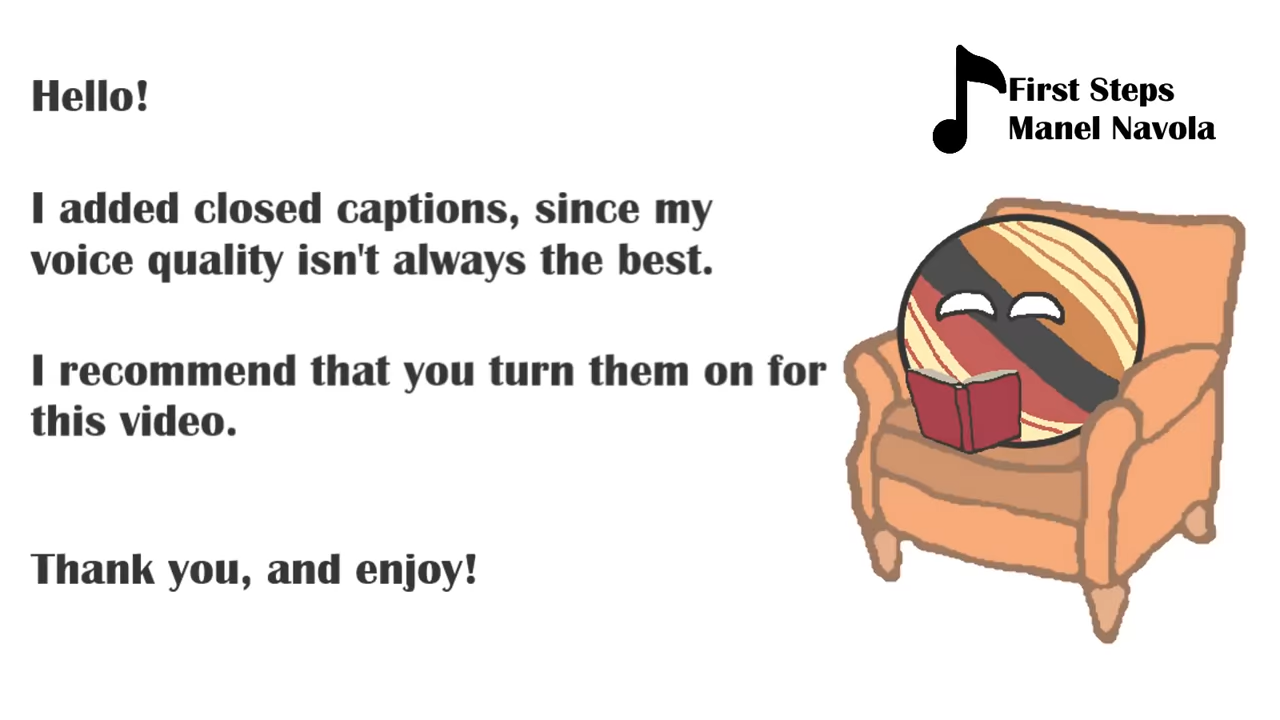 Hello!
I added closed captions, since my
voice quality isn't always the best.
I recommend that you turn them on for
this video.
Thank you, and enjoy!
First Steps
Manel Navola